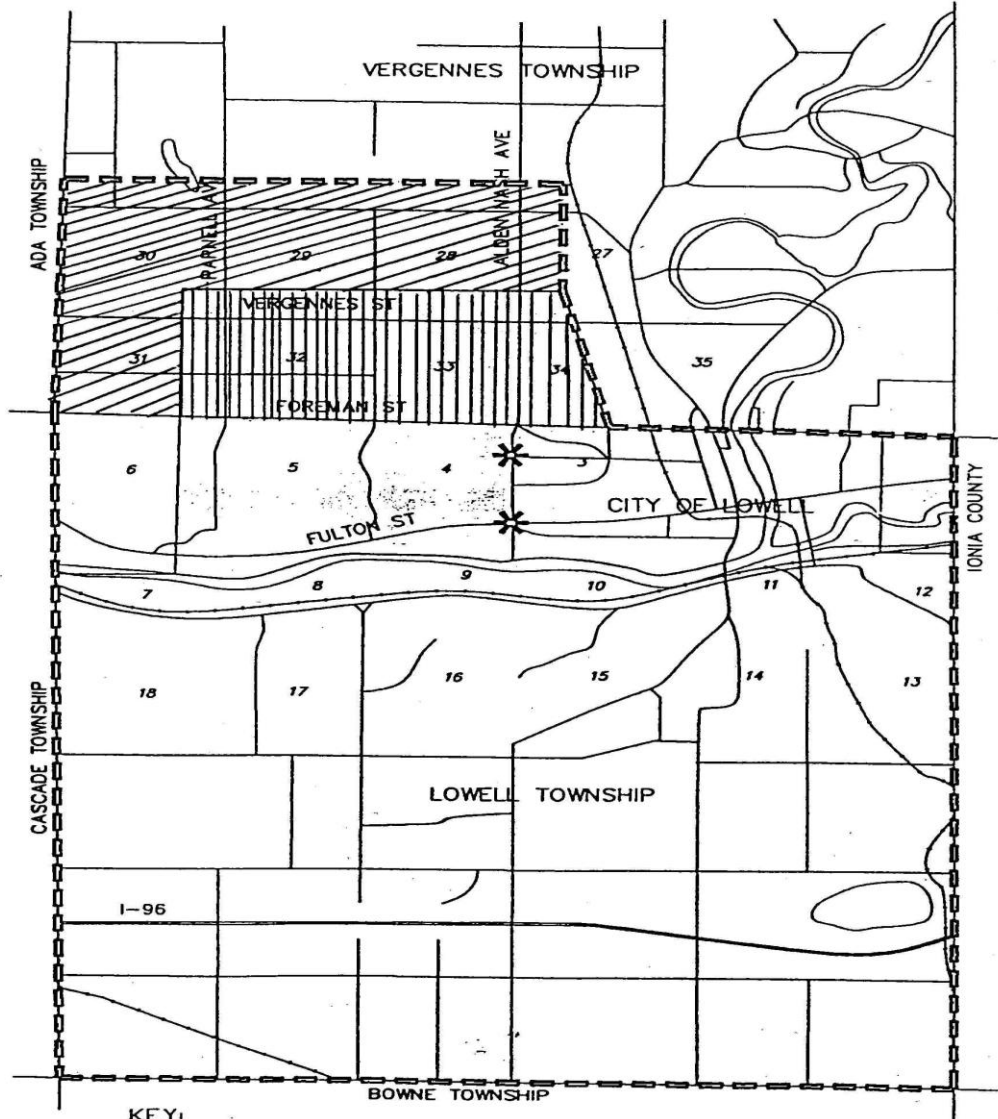 VERGENNES TOWNSHIP
ADA TOWNSHIP
PARNELL AV
ALDEN NASH AVE
30
29
28
27
VERGENNES ST
31
32
33
34
35
FOREMAN ST
6
5
4
3
CITY OF LOWELL
FULTON ST
IONIA COUNTY
7
8
9
10
11
12
18
17
16
15
14
13
CASCADE TOWNSHIP
LOWELL TOWNSHIP
I-96
BOWNE TOWNSHIP
KEY: